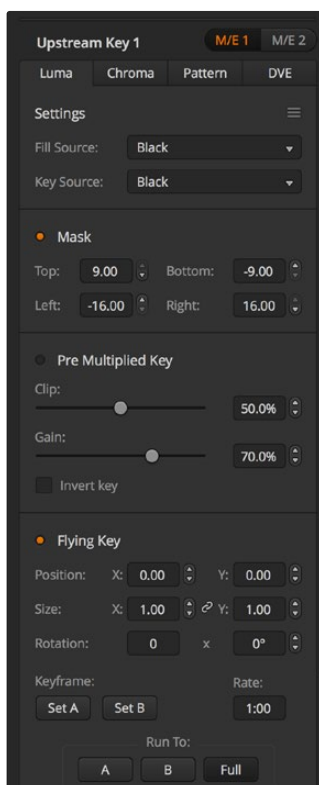 Upstream Key 1 M/E 1 M/E 2
Luma Chroma Pattern DVE
Settings
Fill Source: Black
Key Source: Black
Mask
Top: 9.00 Bottom: -9.00
Left: -16.00 Right: 16.00
Pre Multiplied Key
Clip:
50.0%
Gain:
70.0%
Invert key
Flying Key
Position: X: 0.00 Y: 0.00
Size: X: 1.00 Y: 1.00
Rotation: 0 x 0°
Keyframe: Rate:
Set A Set B 1:00
Run To:
A B Full